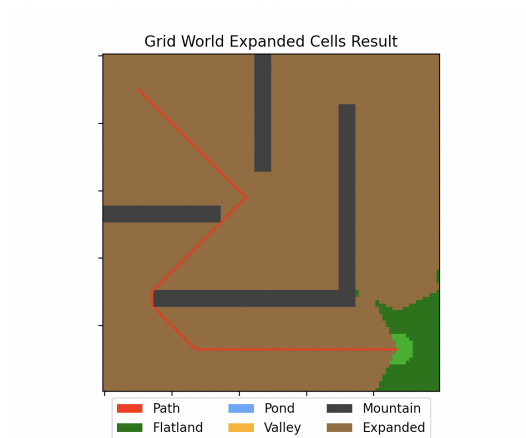 Grid World Expanded Cells Result
Path Pond Mountain
Flatland Valley Expanded